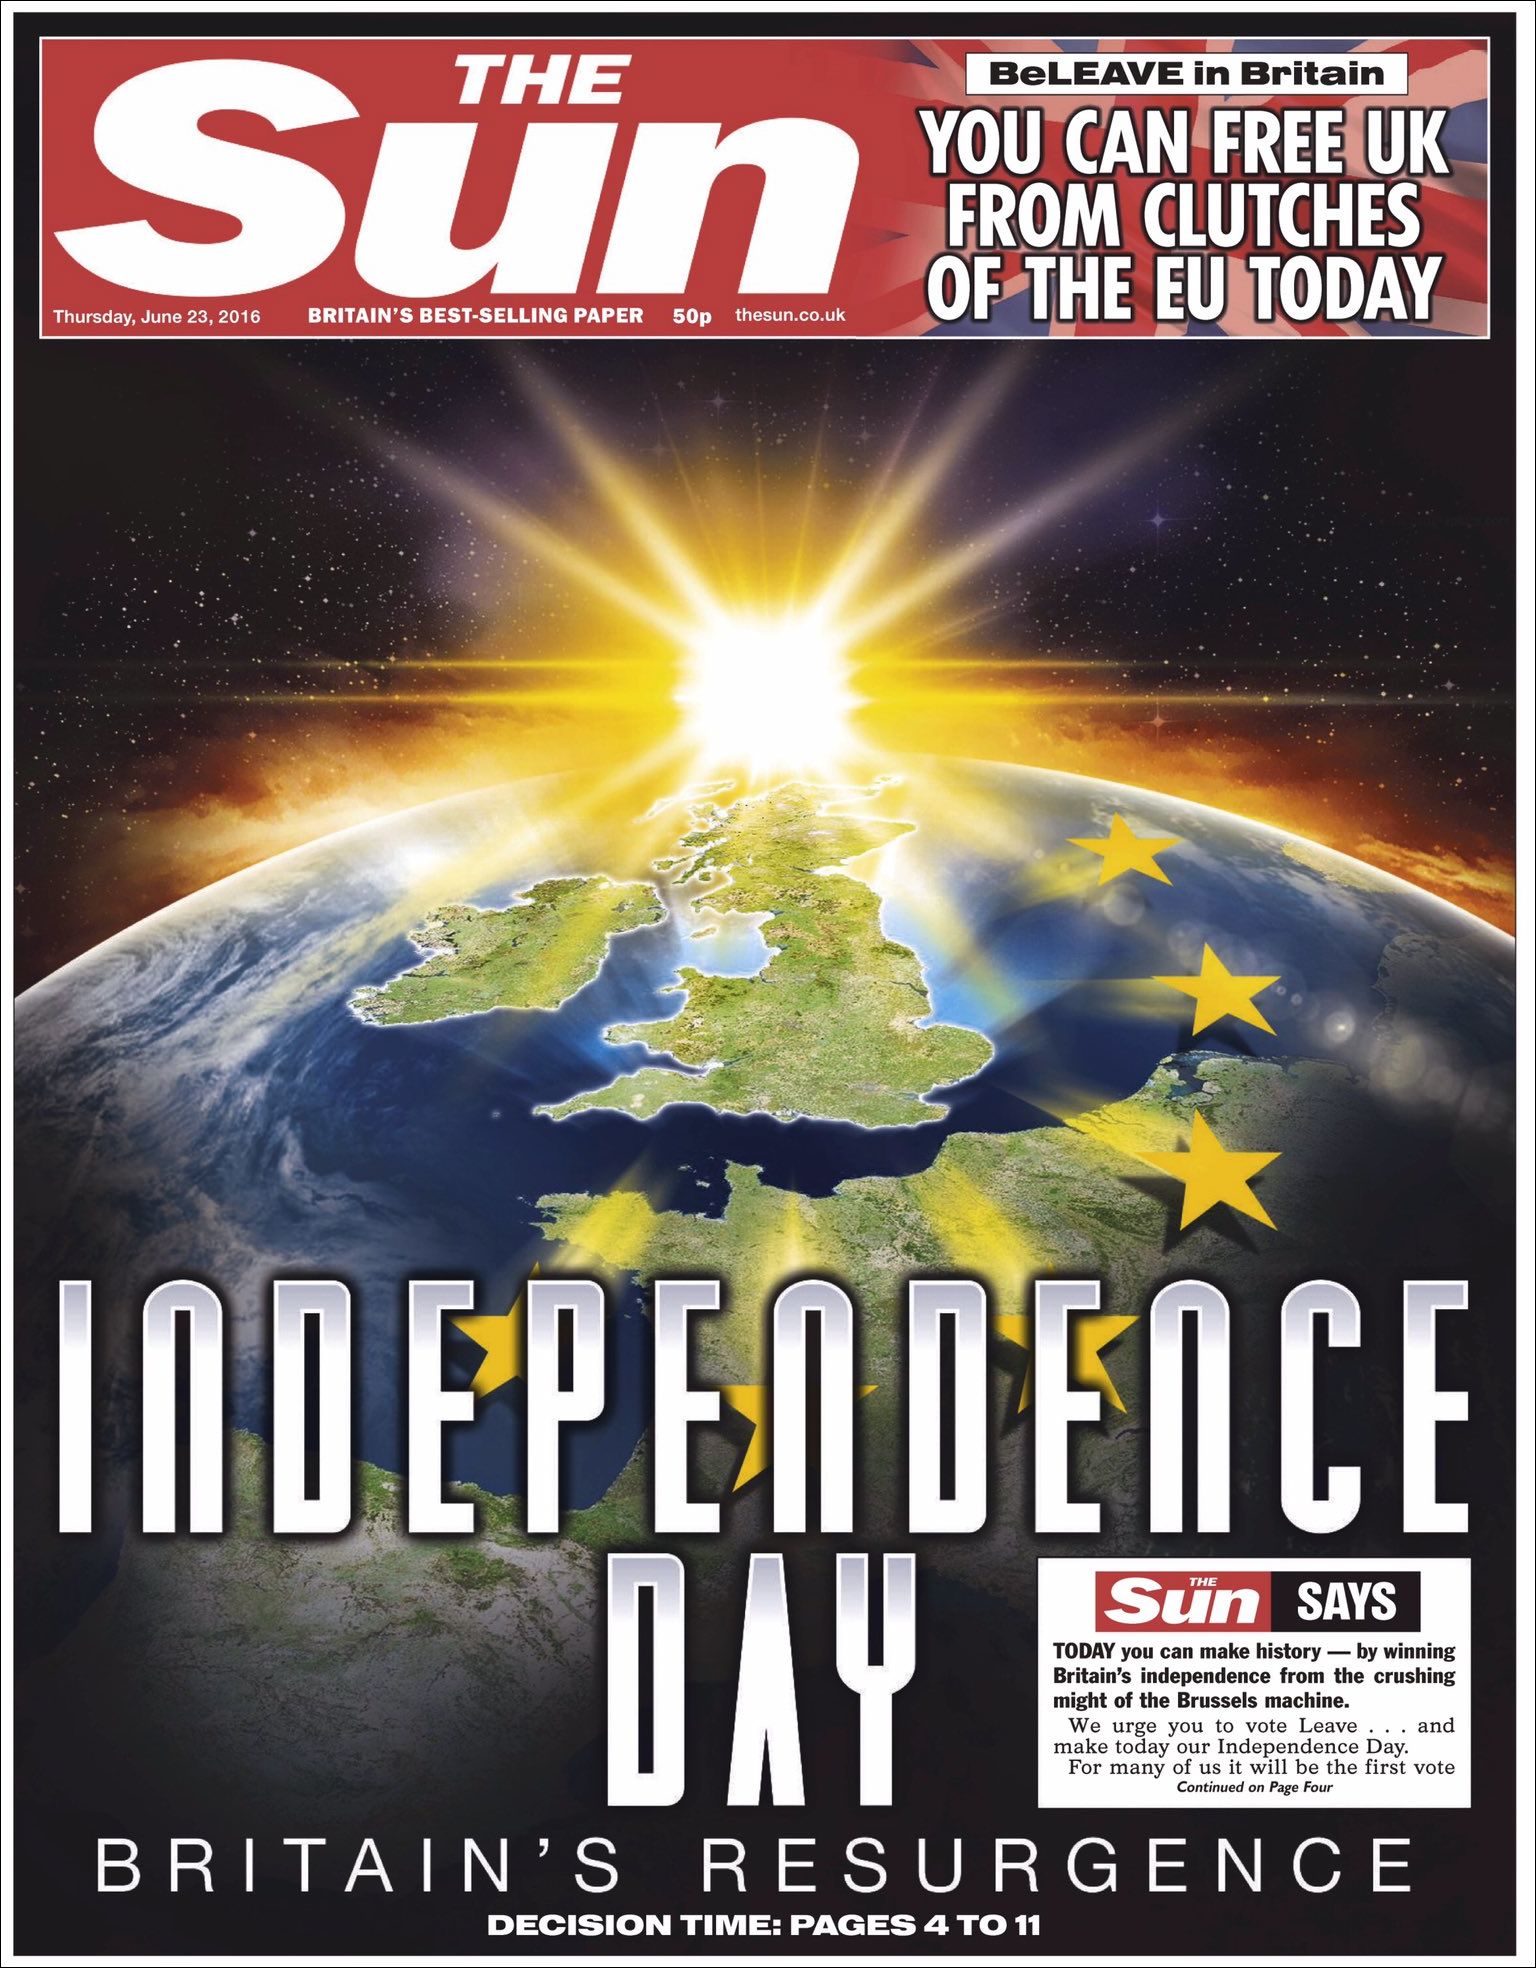 THE
Sun
Thursday, June 23, 2016 BRITAIN'S BEST-SELLING PAPER 50p thesun.co.uk
BeLEAVE in Britain
YOU CAN FREE UK
FROM CLUTCHES
OF THE EU TODAY
INDEPENDENCE
DAY
THE
Sun SAYS
TODAY you can make history — by winning
Britain's independence from the crushing
might of the Brussels machine.
We urge you to vote Leave . . . and
make today our Independence Day.
For many of us it will be the first vote
Continued on Page Four
BRITAIN'S RESURGENCE
DECISION TIME: PAGES 4 TO 11